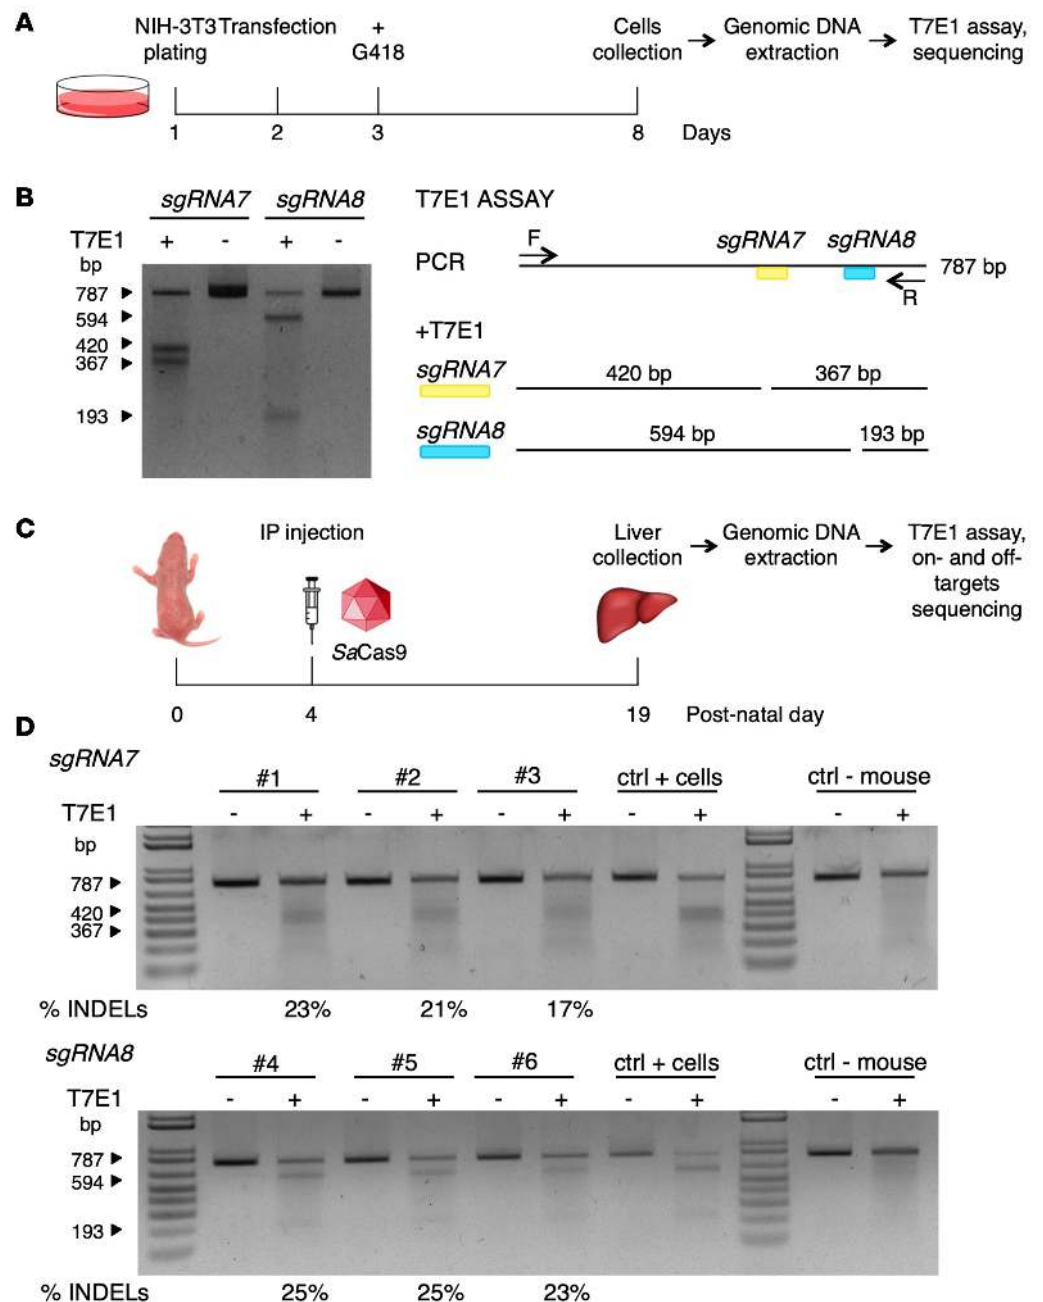 A
NIH-3T3 Transfection + Cells Genomic DNA T7E1 assay,
plating G418 collection extraction sequencing
1 2 3 8 Days
B
sgRNA7 sgRNA8
T7E1 + - + -
bp
787
594
420
367
193
T7E1 ASSAY
F sgRNA7 sgRNA8
PCR 787 bp
R
+T7E1
sgRNA7 420 bp 367 bp
sgRNA8 594 bp 193 bp
C
IP injection Liver Genomic DNA T7E1 assay,
collection extraction on- and off-
targets
sequencing
SaCas9
0 4 19 Post-natal day
D
sgRNA7
#1 #2 #3 ctrl + cells ctrl - mouse
T7E1 - + - + - + - + - +
bp
787
420
367
% INDELs 23% 21% 17%
sgRNA8
#4 #5 #6 ctrl + cells ctrl - mouse
T7E1 - + - + - + - + - +
bp
787
594
193
% INDELs 25% 25% 23%